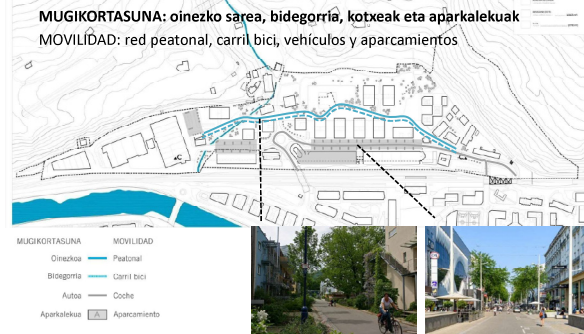 MUGIKORTASUNA: oinezko sarea, bidegorria, kotxeak eta aparkalekuak
MOVILIDAD: red peatonal, carril bici, vehículos y aparcamientos
MUGIKORTASUNA MOVILIDAD
Oinezkoa Peatonal
Bidegorria Carril bici
Autoa Coche
Aparkalekua A Aparcamiento